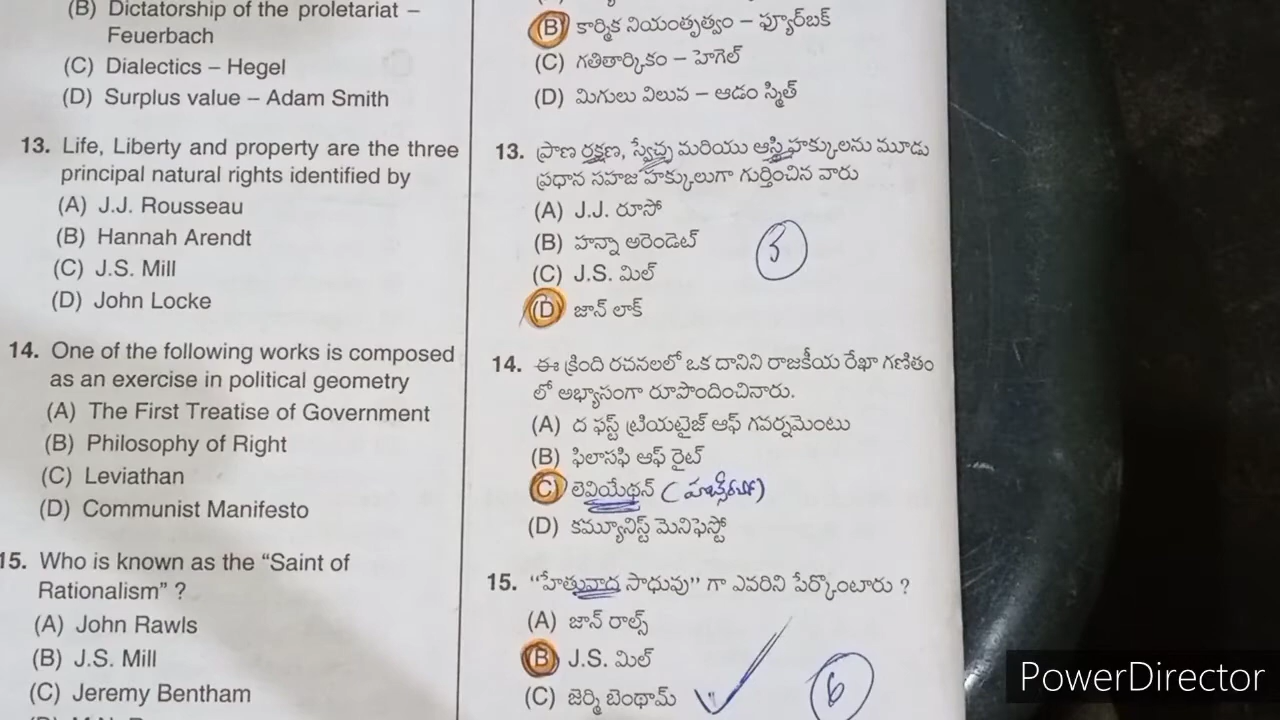 (B) Dictatorship of the proletariat –
Feuerbach
(C) Dialectics – Hegel
(D) Surplus value – Adam Smith
13. Life, Liberty and property are the three
principal natural rights identified by
(A) J.J. Rousseau
(B) Hannah Arendt
(C) J.S. Mill
(D) John Locke
14. One of the following works is composed
as an exercise in political geometry
(A) The First Treatise of Government
(B) Philosophy of Right
(C) Leviathan
(D) Communist Manifesto
15. Who is known as the “Saint of
Rationalism” ?
(A) John Rawls
(B) J.S. Mill
(C) Jeremy Bentham
(B) కార్మిక నియంతృత్వం – ఫ్యూర్‌బక్
(C) గతితార్కికం – హెగెల్
(D) మిగులు విలువ – ఆడం స్మిత్
13. ప్రాణ రక్షణ, స్వేచ్ఛ మరియు ఆస్తి హక్కులను మూడు
ప్రధాన సహజ హక్కులుగా గుర్తించిన వారు
(A) J.J. రూసో
(B) హన్నా అరెండెట్
(C) J.S. మిల్
(D) జాన్ లాక్
14. ఈ క్రింది రచనలలో ఒక దానిని రాజకీయ రేఖా గణితం
లో అభ్యాసంగా రూపొందించినారు.
(A) ద ఫస్ట్ ట్రియటైజ్ ఆఫ్ గవర్నమెంటు
(B) ఫిలాసఫి ఆఫ్ రైట్
(C) లెవియేథన్
(D) కమ్యూనిస్ట్ మెనిఫెస్టో
15. “హేతువాద సాధువు” గా ఎవరిని పేర్కొంటారు ?
(A) జాన్ రాల్స్
(B) J.S. మిల్
(C) జెర్మి బెంథామ్
6
PowerDirector